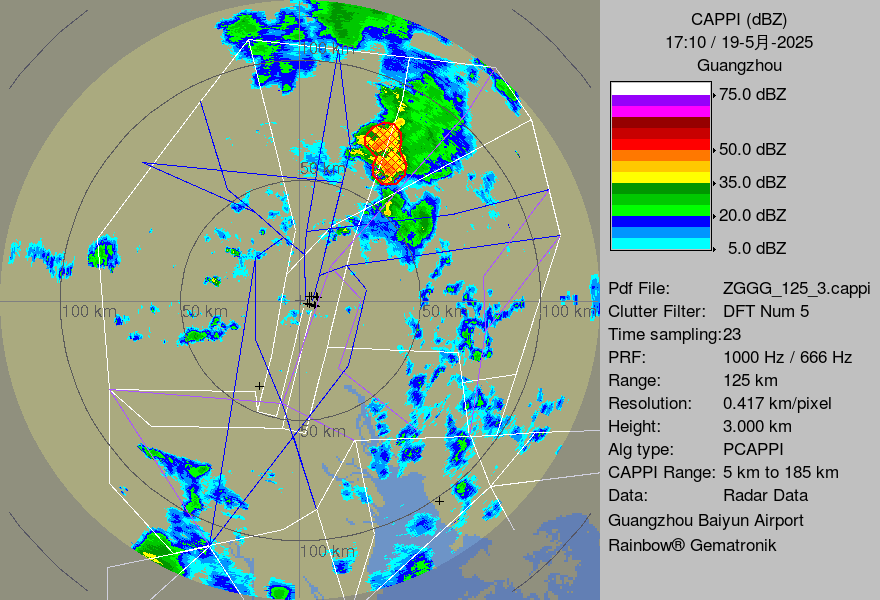 CAPPI (dBZ)
17:10 / 19-5月-2025
Guangzhou
75.0 dBZ
50.0 dBZ
35.0 dBZ
20.0 dBZ
5.0 dBZ
Pdf File: ZGGG_125_3.cappi
Clutter Filter: DFT Num 5
Time sampling:23
PRF: 1000 Hz / 666 Hz
Range: 125 km
Resolution: 0.417 km/pixel
Height: 3.000 km
Alg type: PCAPPI
CAPPI Range: 5 km to 185 km
Data: Radar Data
Guangzhou Baiyun Airport
Rainbow® Gematronik
100 km
50 km
100 km
50 km
50 km
100 km
50 km
100 km